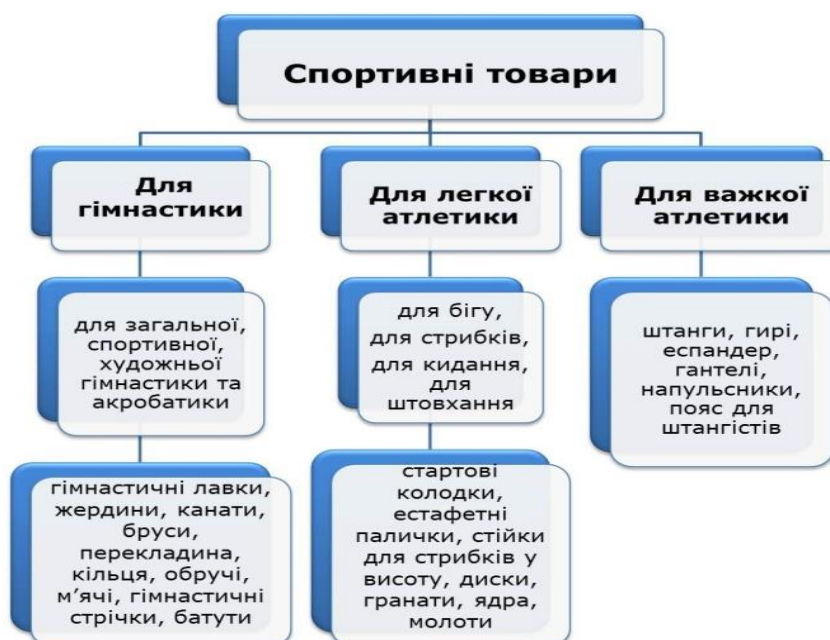 Спортивні товари
Для
гімнастики
Для легкої
атлетики
Для важкої
атлетики
для загальної,
спортивної,
художньої
гімнастики та
акробатики
для бігу,
для стрибків,
для кидання,
для
штовхання
штанги, гирі,
еспандер,
гантелі,
напульсники,
пояс для
штангістів
гімнастичні лавки,
жердини, канати,
бруси,
перекладина,
кільця, обручі,
м’ячі, гімнастичні
стрічки, батути
стартові
колодки,
естафетні
палички, стійки
для стрибків у
висоту, диски,
гранати, ядра,
молоти